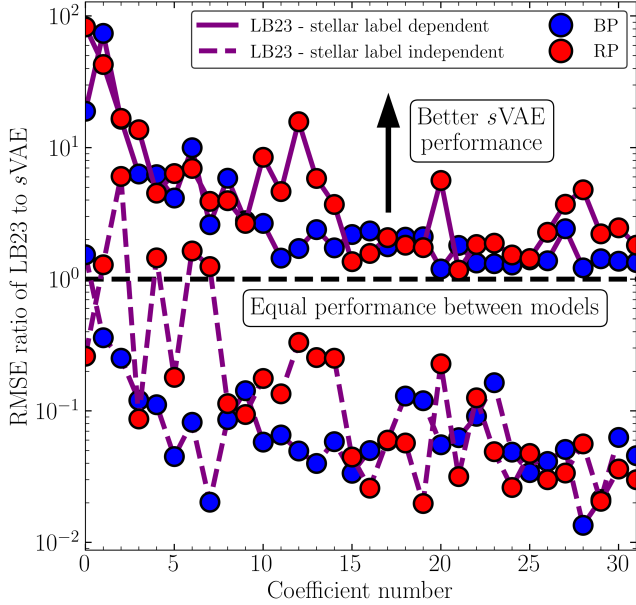 LB23 - stellar label dependent
LB23 - stellar label independent
BP
RP
Better sVAE
performance
Equal performance between models
RMSE ratio of LB23 to sVAE
10²
10¹
10⁰
10⁻¹
10⁻²
0 5 10 15 20 25 30
Coefficient number